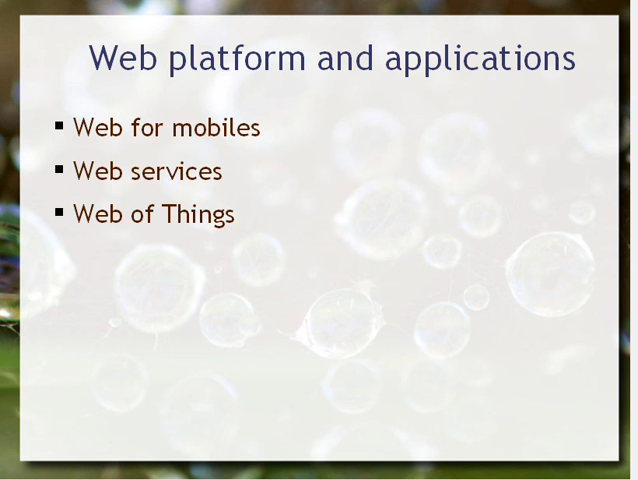 Web platform and applications
▪ Web for mobiles
▪ Web services
▪ Web of Things